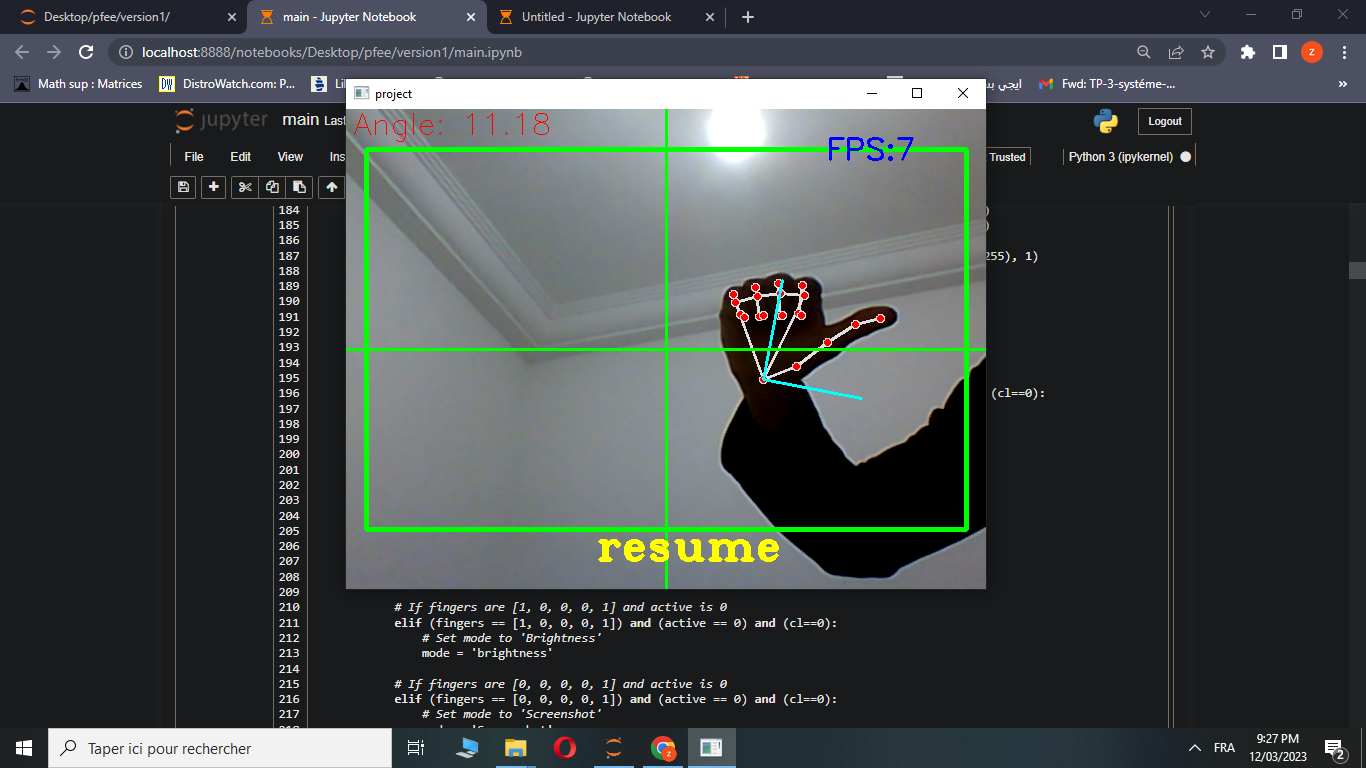 Desktop/pfee/version1/
main - Jupyter Notebook
Untitled - Jupyter Notebook
localhost:8888/notebooks/Desktop/pfee/version1/main.ipynb
Z
Math sup : Matrices
DW
DistroWatch.com: P...
Fwd: TP-3-systéme-...
»
project
jupyter
main
Logout
Angle: 11.18
FPS:7
File
Edit
View
Trusted
Python 3 (ipykernel)
184
185
186
187 255), 1)
188
189
190
191
192
193
194
195
196 (cl==0):
197
198
199
200
201
202
203
204
205
206
207
208
209
resume
210 # If fingers are [1, 0, 0, 0, 1] and active is 0
211 elif (fingers == [1, 0, 0, 0, 1]) and (active == 0) and (cl==0):
212 # Set mode to 'Brightness'
213 mode = 'brightness'
214
215 # If fingers are [0, 0, 0, 0, 1] and active is 0
216 elif (fingers == [0, 0, 0, 0, 1]) and (active == 0) and (cl==0):
217 # Set mode to 'Screenshot'
Taper ici pour rechercher
FRA
9:27 PM
12/03/2023
2